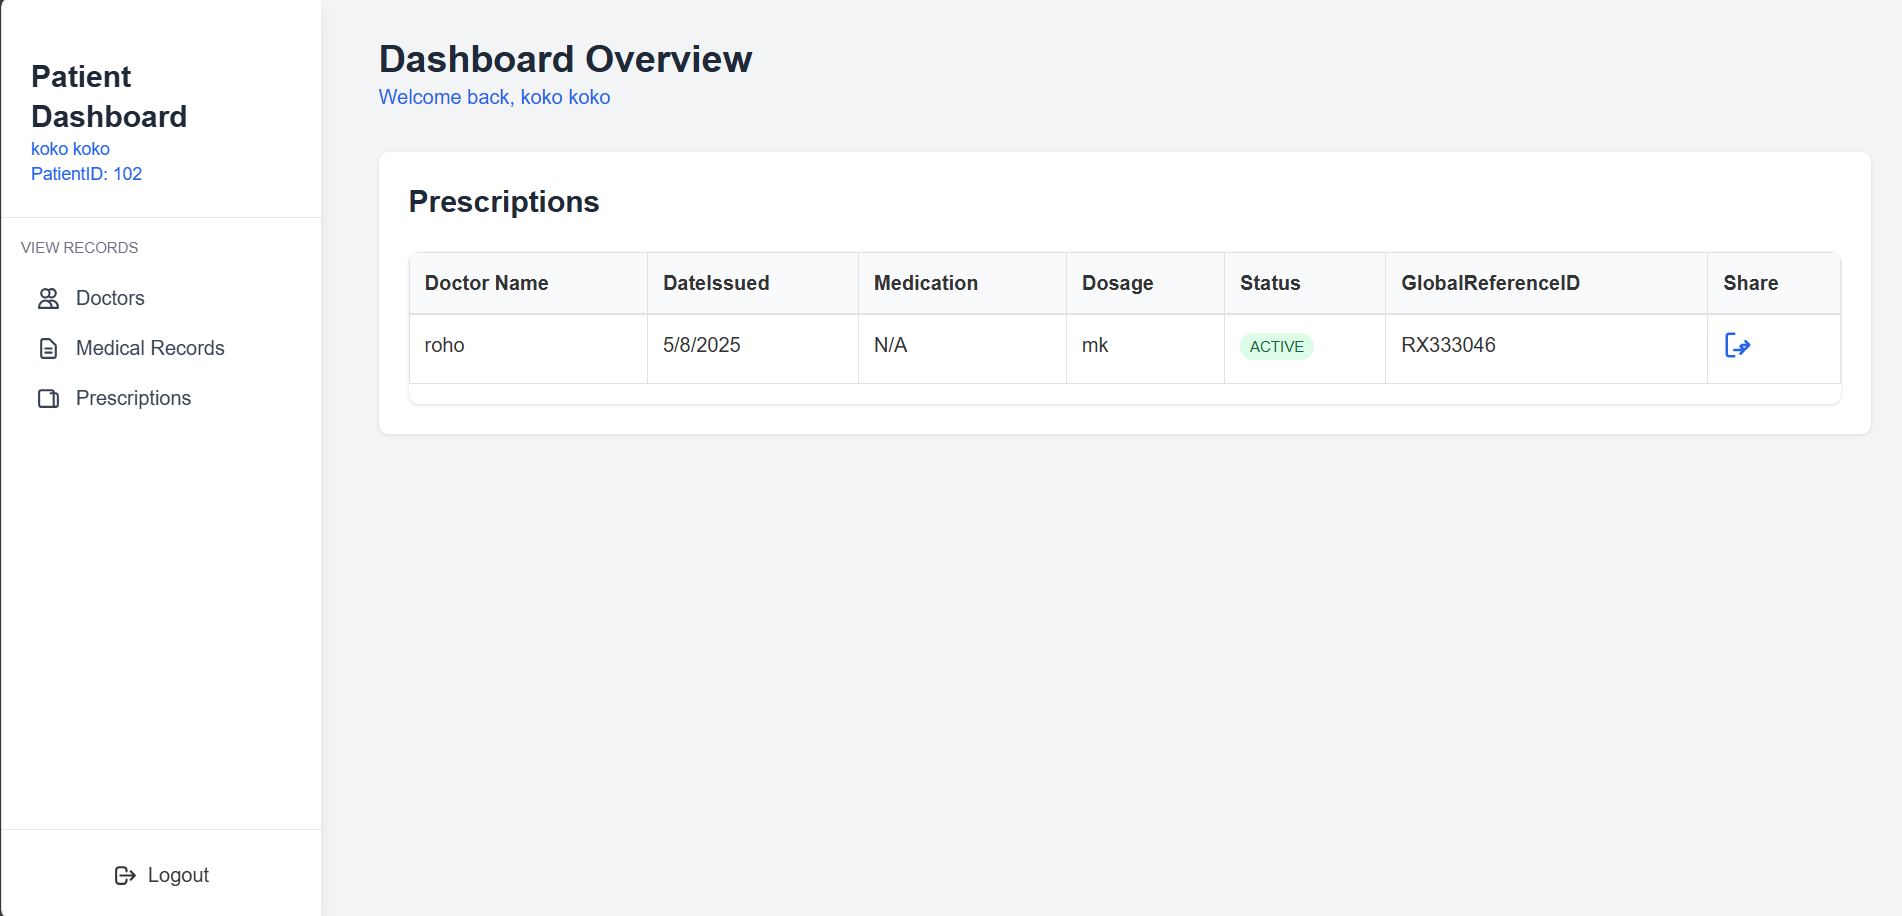 Patient
Dashboard
koko koko
PatientID: 102
VIEW RECORDS
Doctors
Medical Records
Prescriptions
Logout
Dashboard Overview
Welcome back, koko koko
Prescriptions
Doctor Name DateIssued Medication Dosage Status GlobalReferenceID Share
roho 5/8/2025 N/A mk ACTIVE RX333046